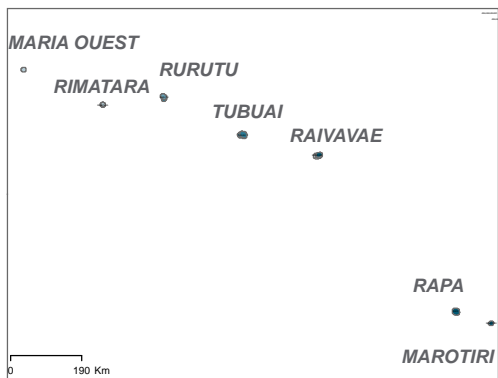 MARIA OUEST
RURUTU
RIMATARA
TUBUAI
RAIVAVAE
RAPA
MAROTIRI
0 190 Km